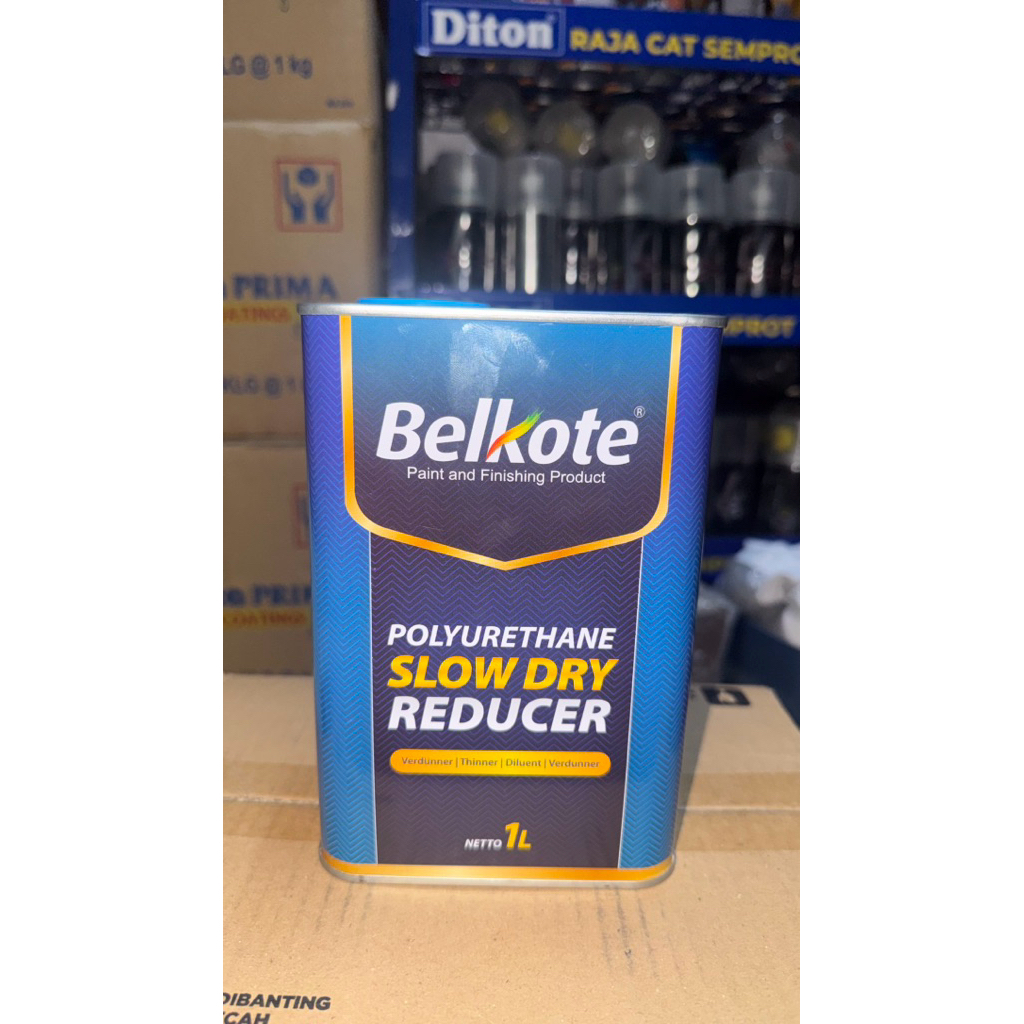 Diton®
RAJA CAT SEMPRO
LG @ 1 kg
PRIMA
Belkote®
Paint and Finishing Product
POLYURETHANE
SLOW DRY
REDUCER
Verdünner | Thinner | Diluent | Verdunner
NETTO 1L
DIBANTING
CAH